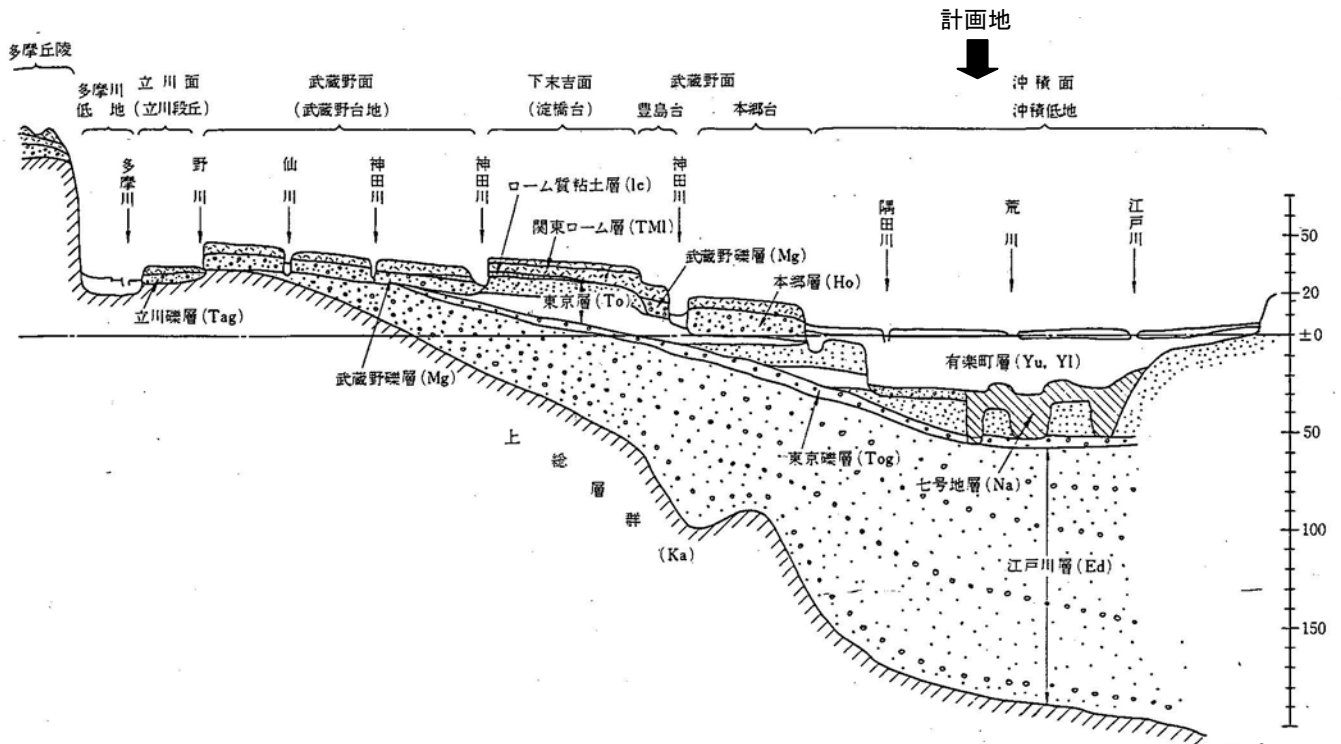 計画地
多摩丘陵
多摩川
低地
立川面
(立川段丘)
武蔵野面
(武蔵野台地)
下末吉面
(淀橋台)
武蔵野面
豊島台
本郷台
沖積面
沖積低地
多摩川
野川
仙川
神田川
神田川
神田川
隅田川
荒川
江戸川
ローム質粘土層(lc)
関東ローム層(TMl)
武蔵野礫層(Mg)
本郷層(Ho)
東京層(To)
立川礫層(Tag)
武蔵野礫層(Mg)
有楽町層(Yu, Yl)
東京礫層(Tog)
七号地層(Na)
上総層群
(Ka)
江戸川層(Ed)
50
20
±0
50
100
150